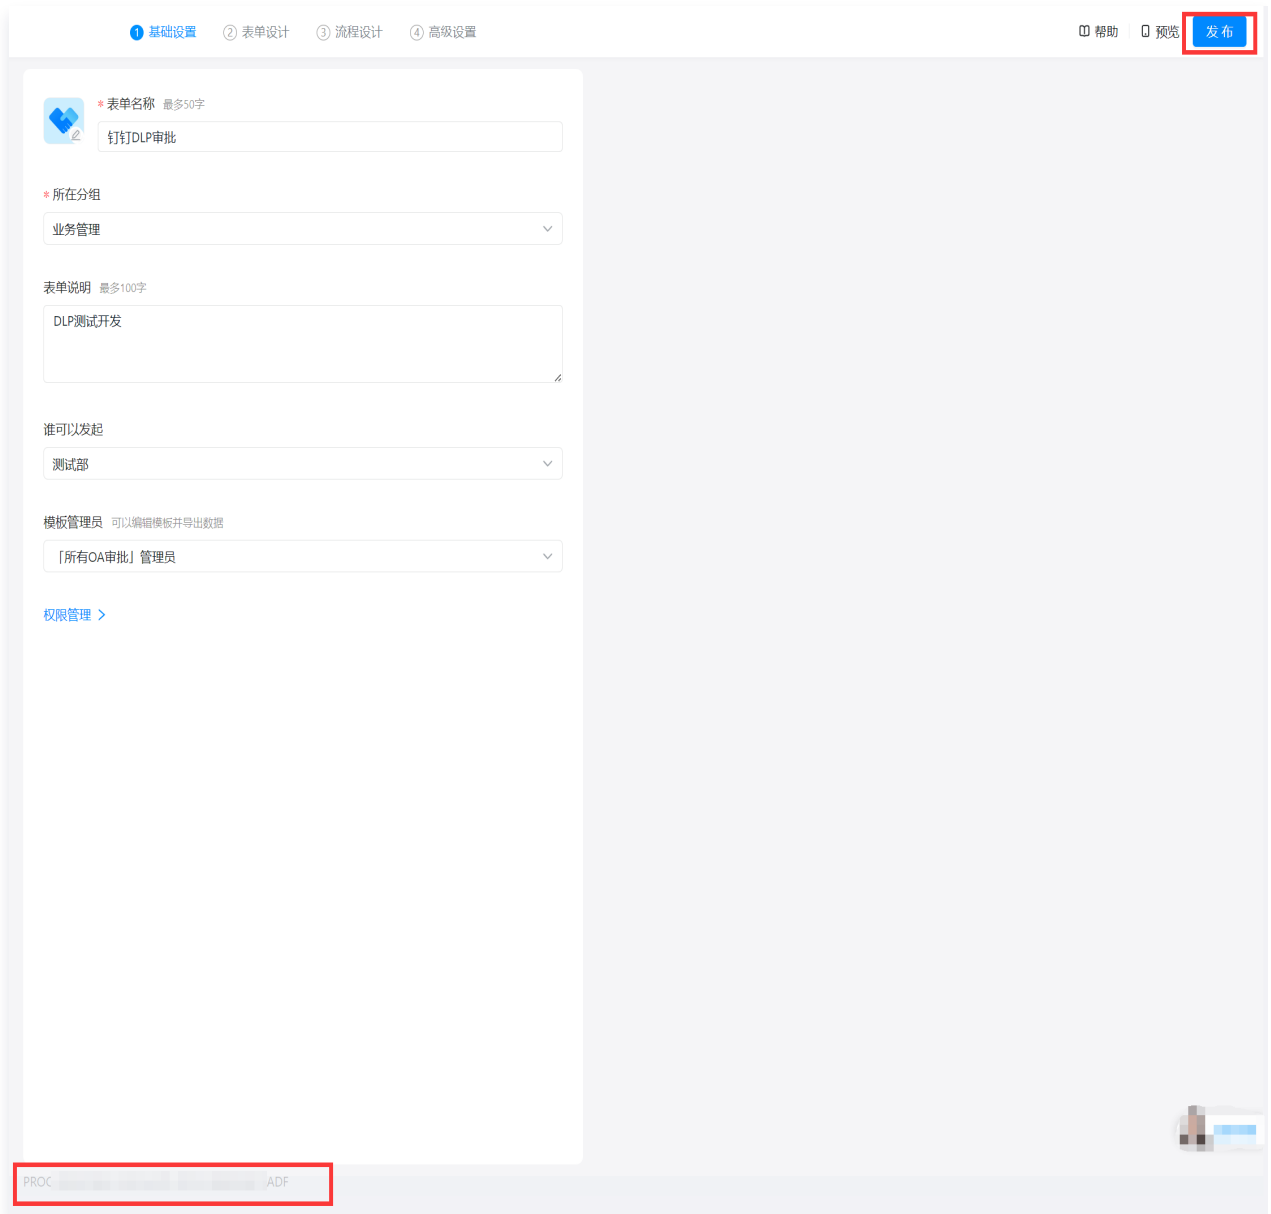 1 基础设置 2 表单设计 3 流程设计 4 高级设置 帮助 预览 发 布
* 表单名称 最多50字
钉钉DLP审批
* 所在分组
业务管理
表单说明 最多100字
DLP测试开发
谁可以发起
测试部
模板管理员 可以编辑模板并导出数据
「所有OA审批」管理员
权限管理
PROC ADF